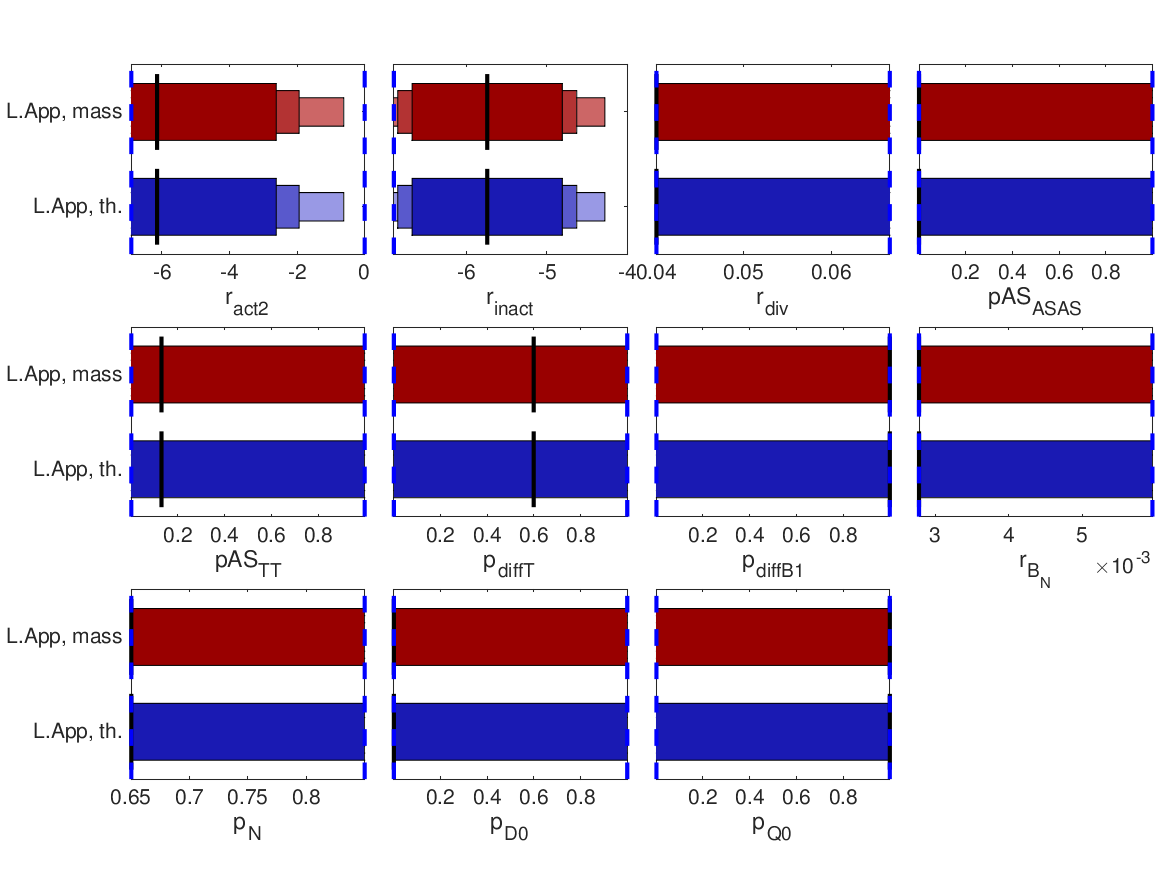 L.App, mass
L.App, th.
-6 -4 -2 0
r_act2
-6 -5 -4
r_inact
0.04 0.05 0.06
r_div
0.2 0.4 0.6 0.8
pAS_ASAS
L.App, mass
L.App, th.
0.2 0.4 0.6 0.8
pAS_TT
0.2 0.4 0.6 0.8
p_diffT
0.2 0.4 0.6 0.8
p_diffB1
3 4 5
×10^-3
r_B_N
L.App, mass
L.App, th.
0.65 0.7 0.75 0.8
p_N
0.2 0.4 0.6 0.8
p_D0
0.2 0.4 0.6 0.8
p_Q0